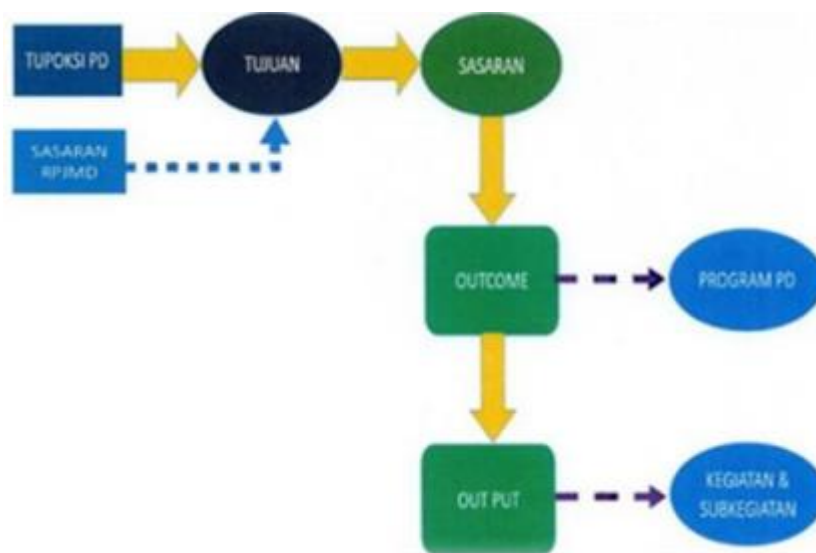 TUPOKSI PD
TUJUAN
SASARAN
SASARAN
RPJMD
OUTCOME
PROGRAM PD
OUT PUT
KEGIATAN &
SUBKEGIATAN